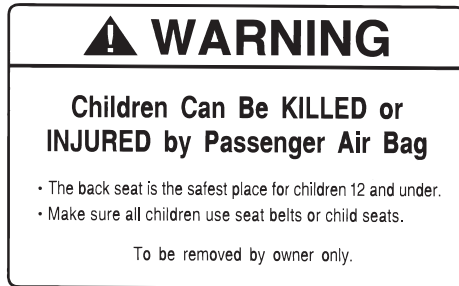 WARNING
Children Can Be KILLED or
INJURED by Passenger Air Bag
• The back seat is the safest place for children 12 and under.
• Make sure all children use seat belts or child seats.
To be removed by owner only.